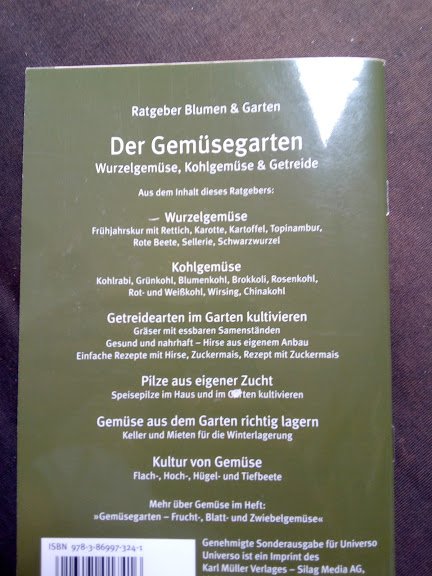 Ratgeber Blumen & Garten
Der Gemüsegarten
Wurzelgemüse, Kohlgemüse & Getreide
Aus dem Inhalt dieses Ratgebers:
Wurzelgemüse
Frühjahrskur mit Rettich, Karotte, Kartoffel, Topinambur,
Rote Beete, Sellerie, Schwarzwurzel
Kohlgemüse
Kohlrabi, Grünkohl, Blumenkohl, Brokkoli, Rosenkohl,
Rot- und Weißkohl, Wirsing, Chinakohl
Getreidearten im Garten kultivieren
Gräser mit essbaren Samenständen
Gesund und nahrhaft – Hirse aus eigenem Anbau
Einfache Rezepte mit Hirse, Zuckermais, Rezept mit Zuckermais
Pilze aus eigener Zucht
Speisepilze im Haus und im Garten kultivieren
Gemüse aus dem Garten richtig lagern
Keller und Mieten für die Winterlagerung
Kultur von Gemüse
Flach-, Hoch-, Hügel- und Tiefbeete
Mehr über Gemüse im Heft:
»Gemüsegarten – Frucht-, Blatt- und Zwiebelgemüse«
ISBN 978-3-86997-324-1
Genehmigte Sonderausgabe für Universo
Universo ist ein Imprint des
Karl Müller Verlages – Silag Media AG,